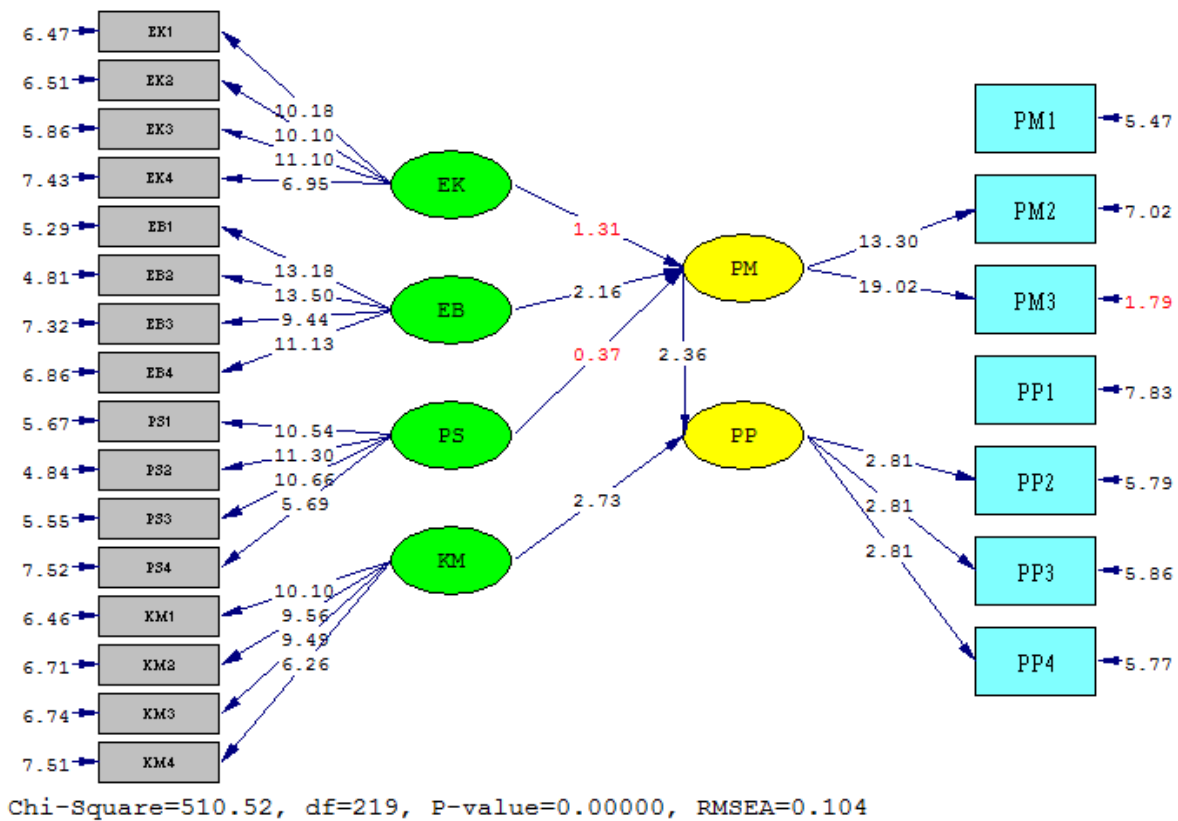 6.47 EK1
6.51 EK2
5.86 EK3
7.43 EK4
5.29 EB1
4.81 EB2
7.32 EB3
6.86 EB4
5.67 PS1
4.84 PS2
5.55 PS3
7.52 PS4
6.46 KM1
6.71 KM2
6.74 KM3
7.51 KM4
10.18
10.10
11.10
6.95
13.18
13.50
9.44
11.13
10.54
11.30
10.66
5.69
10.10
9.56
9.49
6.26
EK
EB
PS
KM
1.31
2.16
0.37
2.36
2.73
PM
PP
13.30
19.02
2.81
2.81
2.81
PM1 5.47
PM2 7.02
PM3 1.79
PP1 7.83
PP2 5.79
PP3 5.86
PP4 5.77
Chi-Square=510.52, df=219, P-value=0.00000, RMSEA=0.104